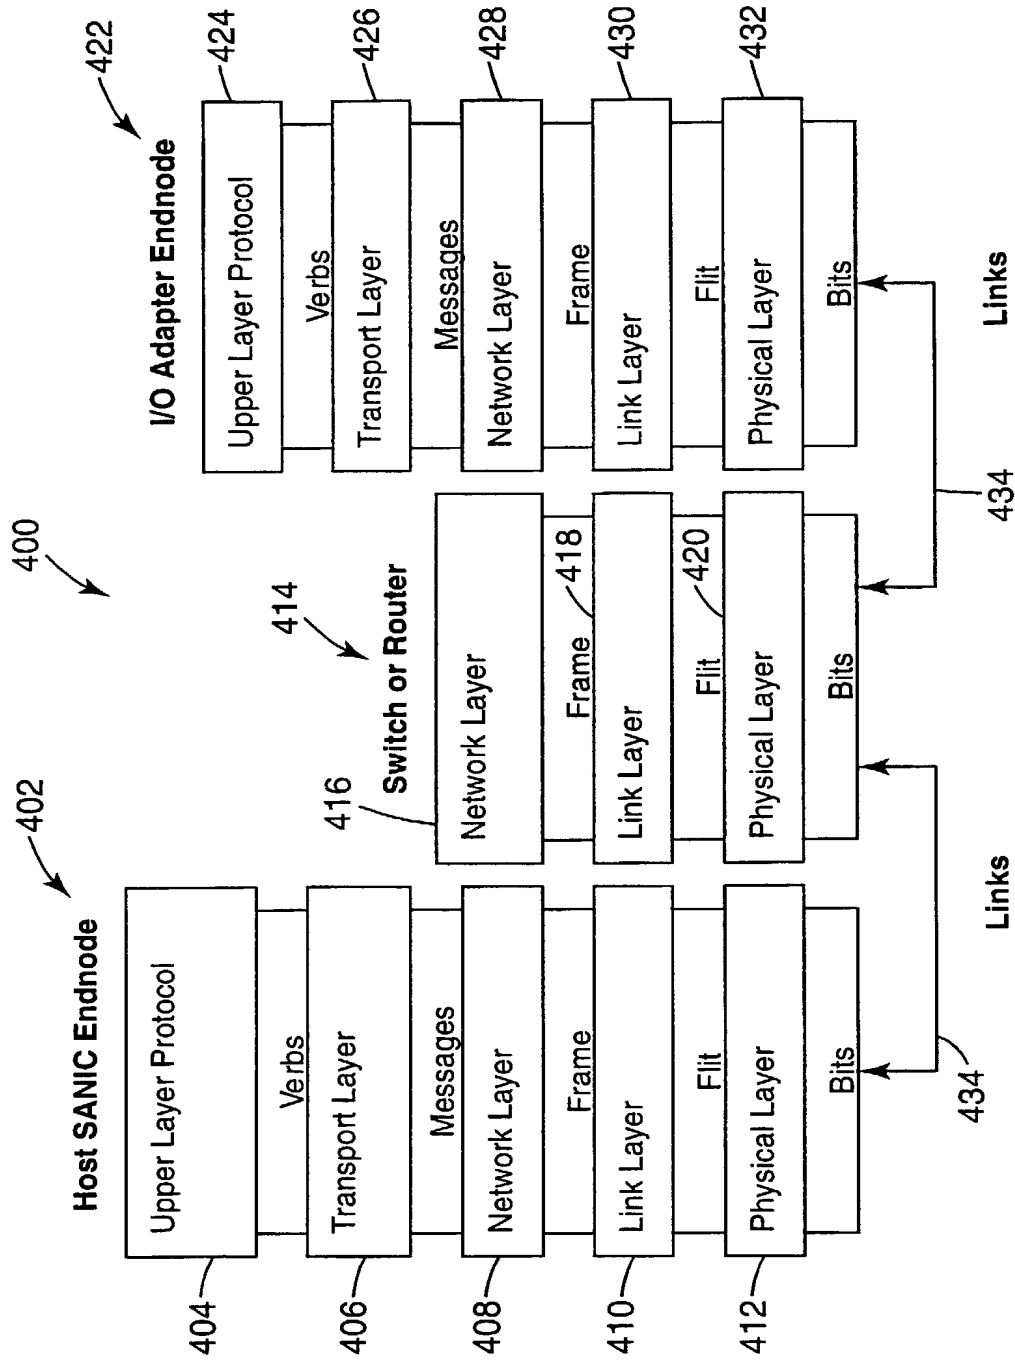 400
402
Host SANIC Endnode
404
Upper Layer Protocol
Verbs
406
Transport Layer
Messages
408
Network Layer
Frame
410
Link Layer
Flit
412
Physical Layer
Bits
414
Switch or Router
416
Network Layer
Frame
418
Link Layer
Flit
420
Physical Layer
Bits
422
I/O Adapter Endnode
424
Upper Layer Protocol
Verbs
426
Transport Layer
Messages
428
Network Layer
Frame
430
Link Layer
Flit
432
Physical Layer
Bits
434
Links
434
Links